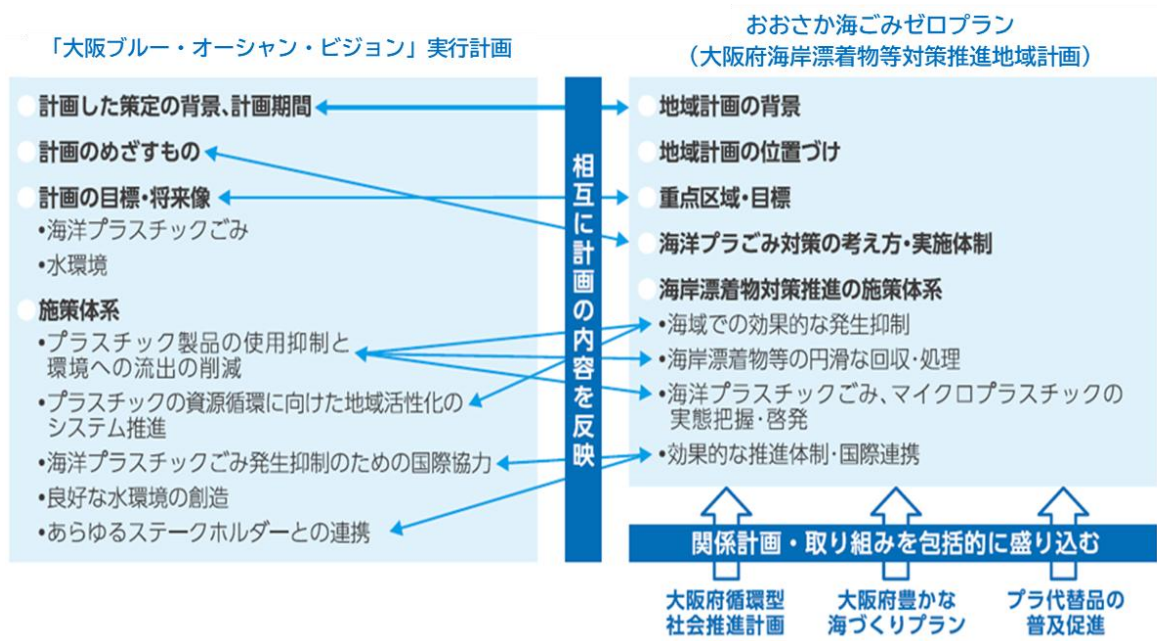 「大阪ブルー・オーシャン・ビジョン」実行計画
計画した策定の背景、計画期間
計画のめざすもの
計画の目標・将来像
•海洋プラスチックごみ
•水環境
施策体系
•プラスチック製品の使用抑制と
環境への流出の削減
•プラスチックの資源循環に向けた地域活性化の
システム推進
•海洋プラスチックごみ発生抑制のための国際協力
•良好な水環境の創造
•あらゆるステークホルダーとの連携
相互に計画の内容を反映
おおさか海ごみゼロプラン
（大阪府海岸漂着物等対策推進地域計画）
地域計画の背景
地域計画の位置づけ
重点区域・目標
海洋プラごみ対策の考え方・実施体制
海岸漂着物対策推進の施策体系
•海域での効果的な発生抑制
•海岸漂着物等の円滑な回収・処理
•海洋プラスチックごみ、マイクロプラスチックの
実態把握・啓発
•効果的な推進体制・国際連携
関係計画・取り組みを包括的に盛り込む
大阪府循環型
社会推進計画
大阪府豊かな
海づくりプラン
プラ代替品の
普及促進